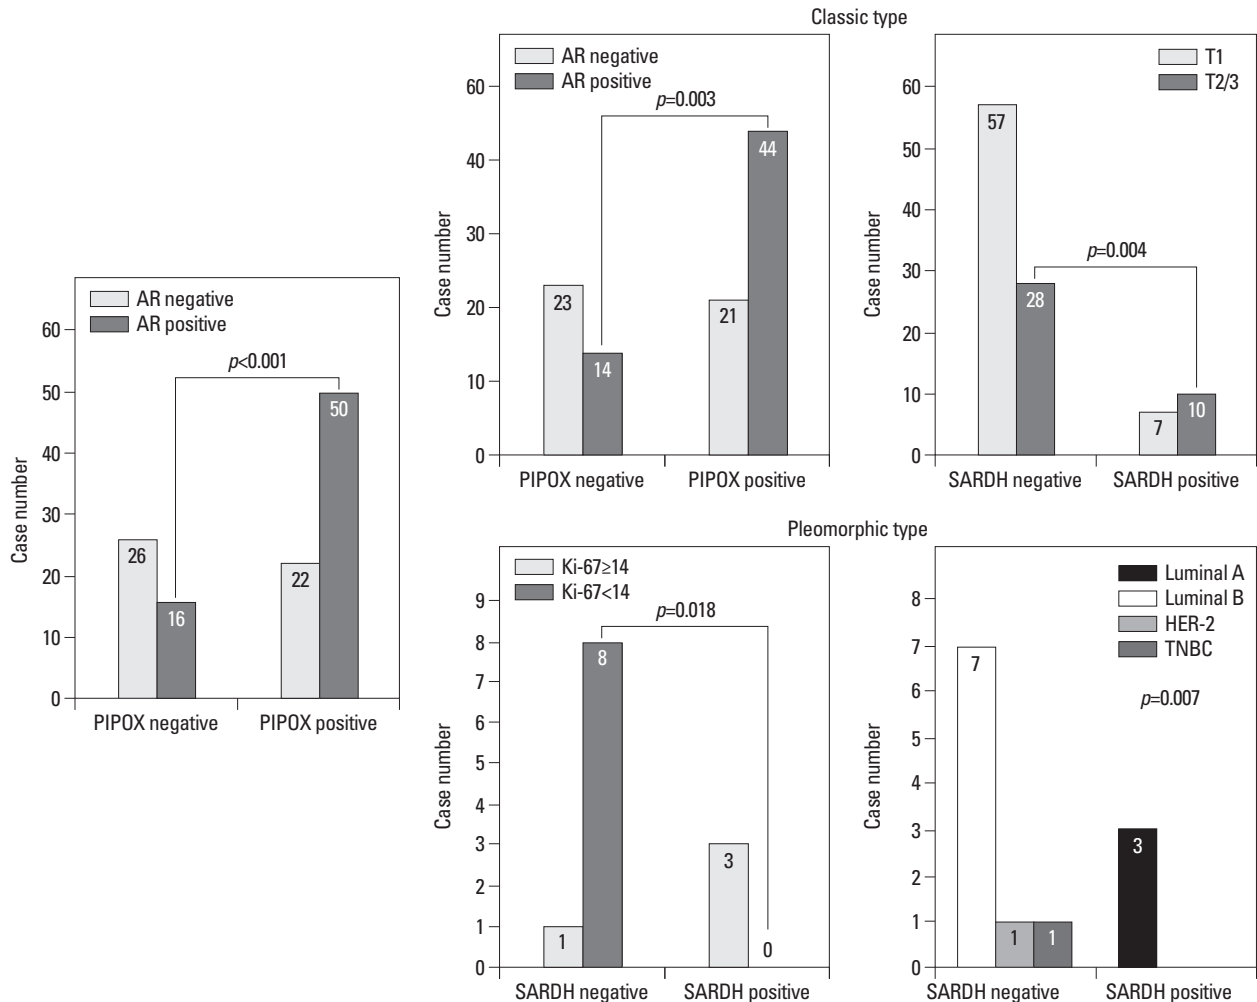 Classic type
AR negative
AR positive
p<0.001
Case number
60
50
40
30
20
10
0
26
16
22
50
PIPOX negative
PIPOX positive
AR negative
AR positive
p=0.003
Case number
60
40
30
20
10
0
23
14
21
44
PIPOX negative
PIPOX positive
T1
T2/3
p=0.004
Case number
60
50
40
30
20
10
0
57
28
7
10
SARDH negative
SARDH positive
Pleomorphic type
Ki-67≥14
Ki-67<14
p=0.018
Case number
9
8
7
6
5
4
3
2
1
0
1
8
3
0
SARDH negative
SARDH positive
Luminal A
Luminal B
HER-2
TNBC
p=0.007
Case number
8
7
6
5
4
3
2
1
0
7
1
1
3
SARDH negative
SARDH positive